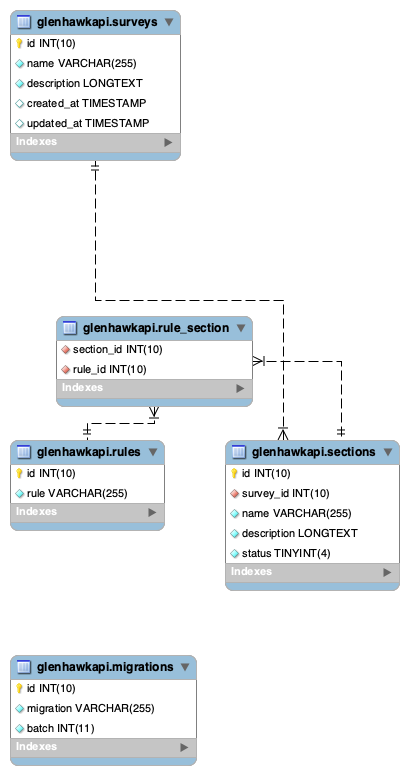 glenhawkapi.surveys
id INT(10)
name VARCHAR(255)
description LONGTEXT
created_at TIMESTAMP
updated_at TIMESTAMP
Indexes
glenhawkapi.rule_section
section_id INT(10)
rule_id INT(10)
Indexes
glenhawkapi.rules
id INT(10)
rule VARCHAR(255)
Indexes
glenhawkapi.sections
id INT(10)
survey_id INT(10)
name VARCHAR(255)
description LONGTEXT
status TINYINT(4)
Indexes
glenhawkapi.migrations
id INT(10)
migration VARCHAR(255)
batch INT(11)
Indexes